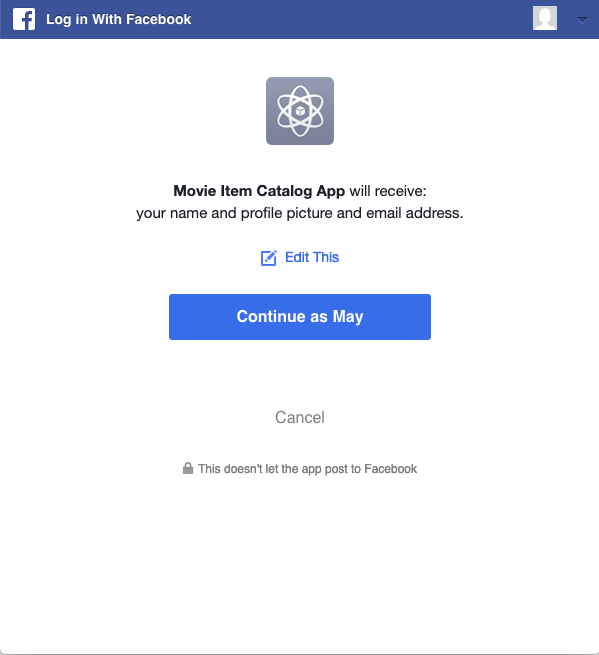 Log in With Facebook
Movie Item Catalog App will receive:
your name and profile picture and email address.
Edit This
Continue as May
Cancel
This doesn't let the app post to Facebook